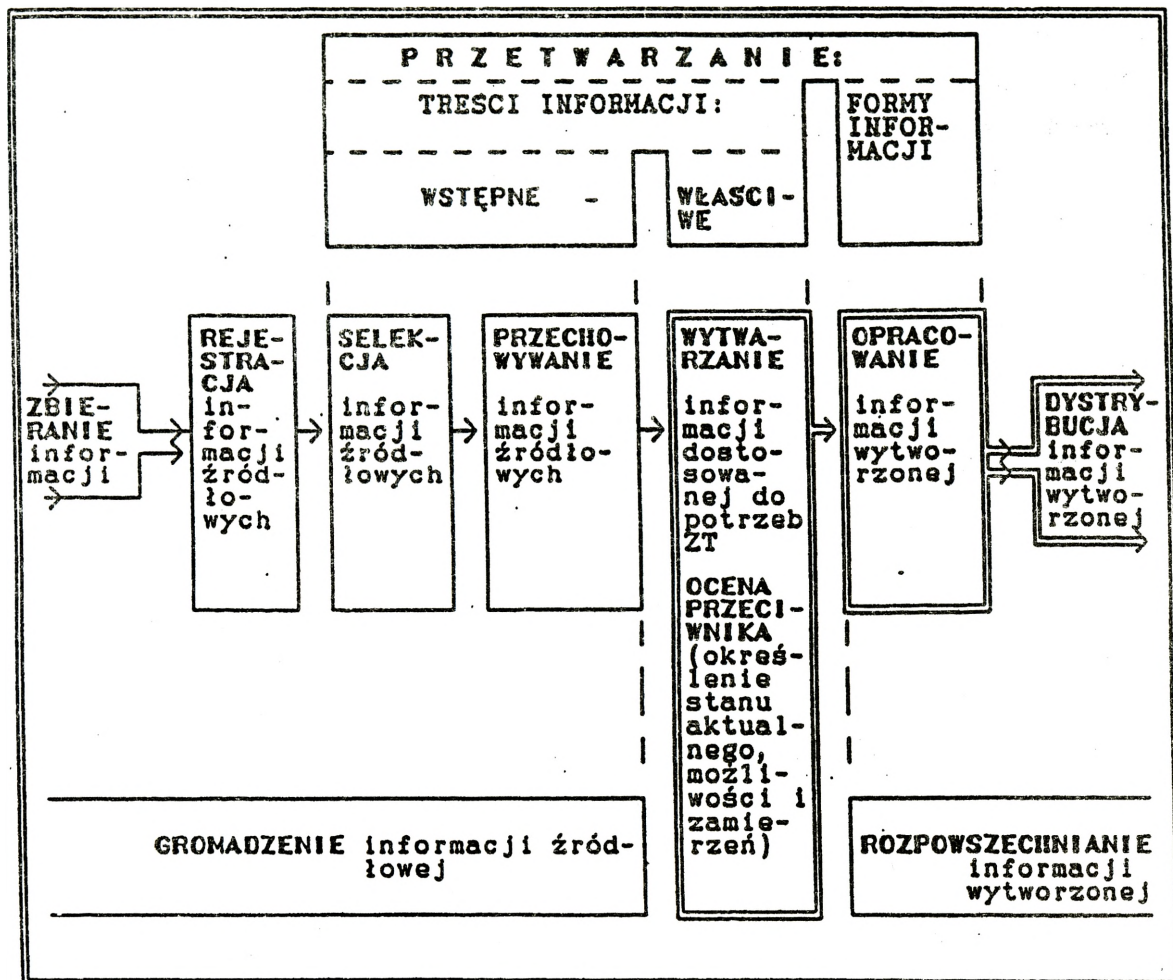 PRZETWARZANIE:
TREŚCI INFORMACJI:
FORMY
INFOR-
MACJI
WSTĘPNE -
WŁAŚCI-
WE
ZBIE-
RANIE
infor-
macji
REJE-
STRA-
CJA
in-
for-
macji
źród-
ło-
wych
SELEK-
CJA
infor-
macji
źród-
łowych
PRZECHO-
WYWANIE
infor-
macji
źródło-
wych
WYTWA-
RZANIE
infor-
macji
dosto-
sowa-
nej do
potrzeb
ZT
OCENA
PRZECI-
WNIKA
(okreś-
lenie
stanu
aktual-
nego,
możli-
wości i
zamie-
rzeń)
OPRACO-
WANIE
infor-
macji
wytwo-
rzonej
DYSTRY-
BUCJA
infor-
macji
wytwo-
rzonej
GROMADZENIE informacji źród-
łowej
ROZPOWSZECHNIANIE
informacji
wytworzonej